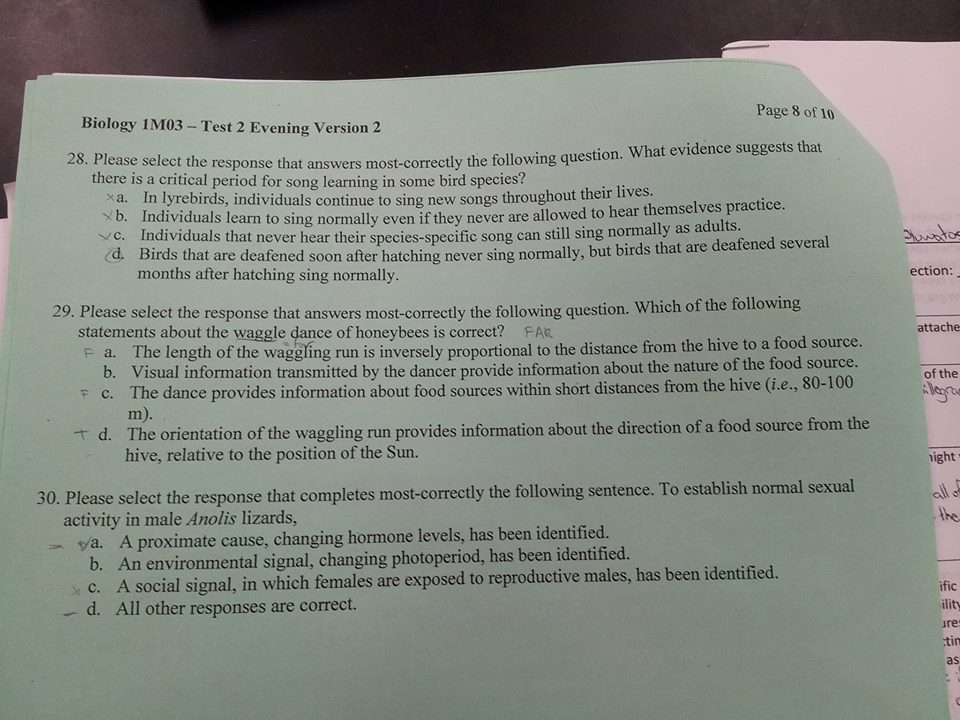 Page 8 of 10
Biology 1M03 – Test 2 Evening Version 2
28. Please select the response that answers most-correctly the following question. What evidence suggests that
there is a critical period for song learning in some bird species?
x a. In lyrebirds, individuals continue to sing new songs throughout their lives.
x b. Individuals learn to sing normally even if they never are allowed to hear themselves practice.
x c. Individuals that never hear their species-specific song can still sing normally as adults.
d. Birds that are deafened soon after hatching never sing normally, but birds that are deafened several
months after hatching sing normally.
29. Please select the response that answers most-correctly the following question. Which of the following
statements about the waggle dance of honeybees is correct? FAR
F a. The length of the waggling run is inversely proportional to the distance from the hive to a food source.
b. Visual information transmitted by the dancer provide information about the nature of the food source.
F c. The dance provides information about food sources within short distances from the hive (i.e., 80-100
m).
T d. The orientation of the waggling run provides information about the direction of a food source from the
hive, relative to the position of the Sun.
30. Please select the response that completes most-correctly the following sentence. To establish normal sexual
activity in male Anolis lizards,
a. A proximate cause, changing hormone levels, has been identified.
b. An environmental signal, changing photoperiod, has been identified.
x c. A social signal, in which females are exposed to reproductive males, has been identified.
d. All other responses are correct.
ection:
attache
of the
night
all of
the
ific
ility
ures
as